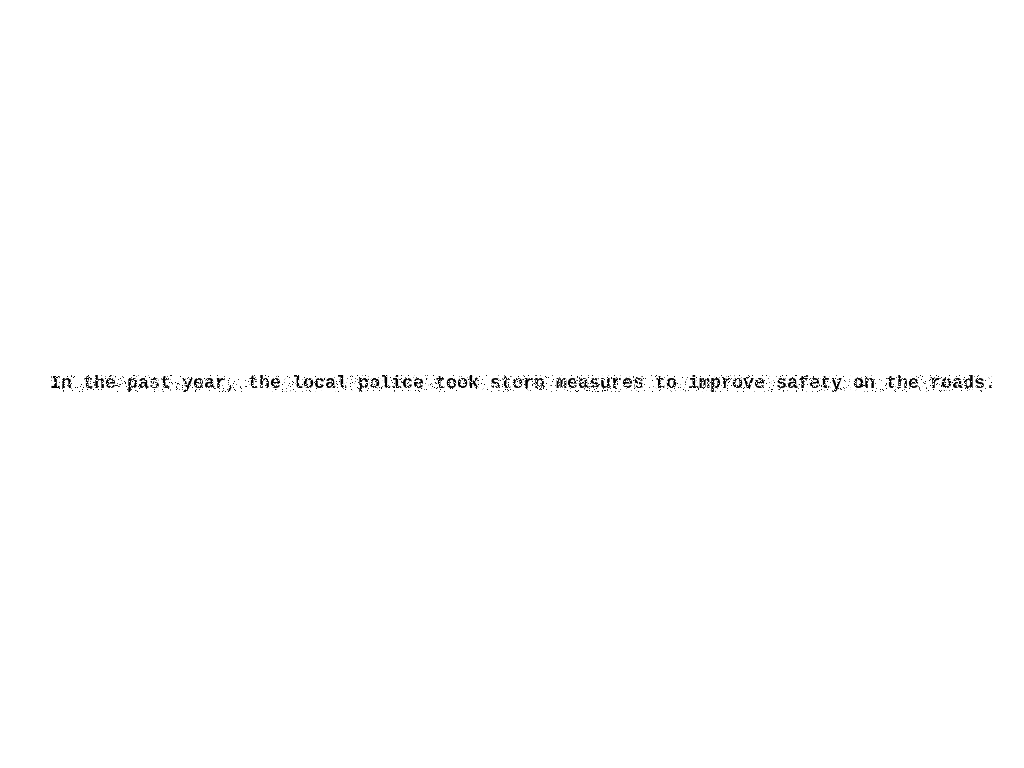 In the past year, the local police took stern measures to improve safety on the roads.